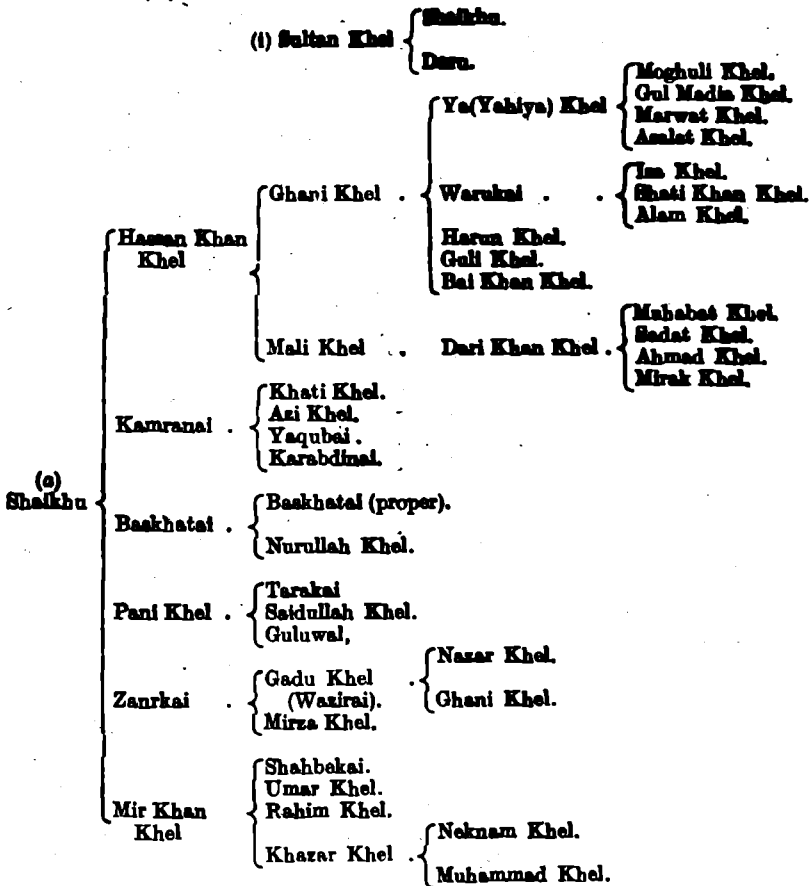 (i) Sultan Khel
Shaikhu.
Daru.
(a)
Shaikhu
Hassan Khan
Khel
Ghani Khel .
Ya(Yahiya) Khel
Moghuli Khel.
Gul Madin Khel.
Marwat Khel.
Asalat Khel.
Warukai . .
Isa Khel.
Shati Khan Khel.
Alam Khel.
Harun Khel.
Guli Khel.
Bai Khan Khel.
Mali Khel .
Dari Khan Khel .
Mahabat Khel.
Sadat Khel.
Ahmad Khel.
Mirak Khel.
Kamranai .
Khati Khel.
Azi Khel.
Yaqubai .
Karabdinai.
Baskhatai .
Baskhatai (proper).
Nurullah Khel.
Pani Khel .
Tarakai
Saidullah Khel.
Guluwal,
Zanrkai .
Gadu Khel .
(Wazirai).
Nazar Khel.
Ghani Khel.
Mirza Khel.
Mir Khan
Khel
Shahbekai.
Umar Khel.
Rahim Khel.
Khazar Khel .
Neknam Khel.
Muhammad Khel.